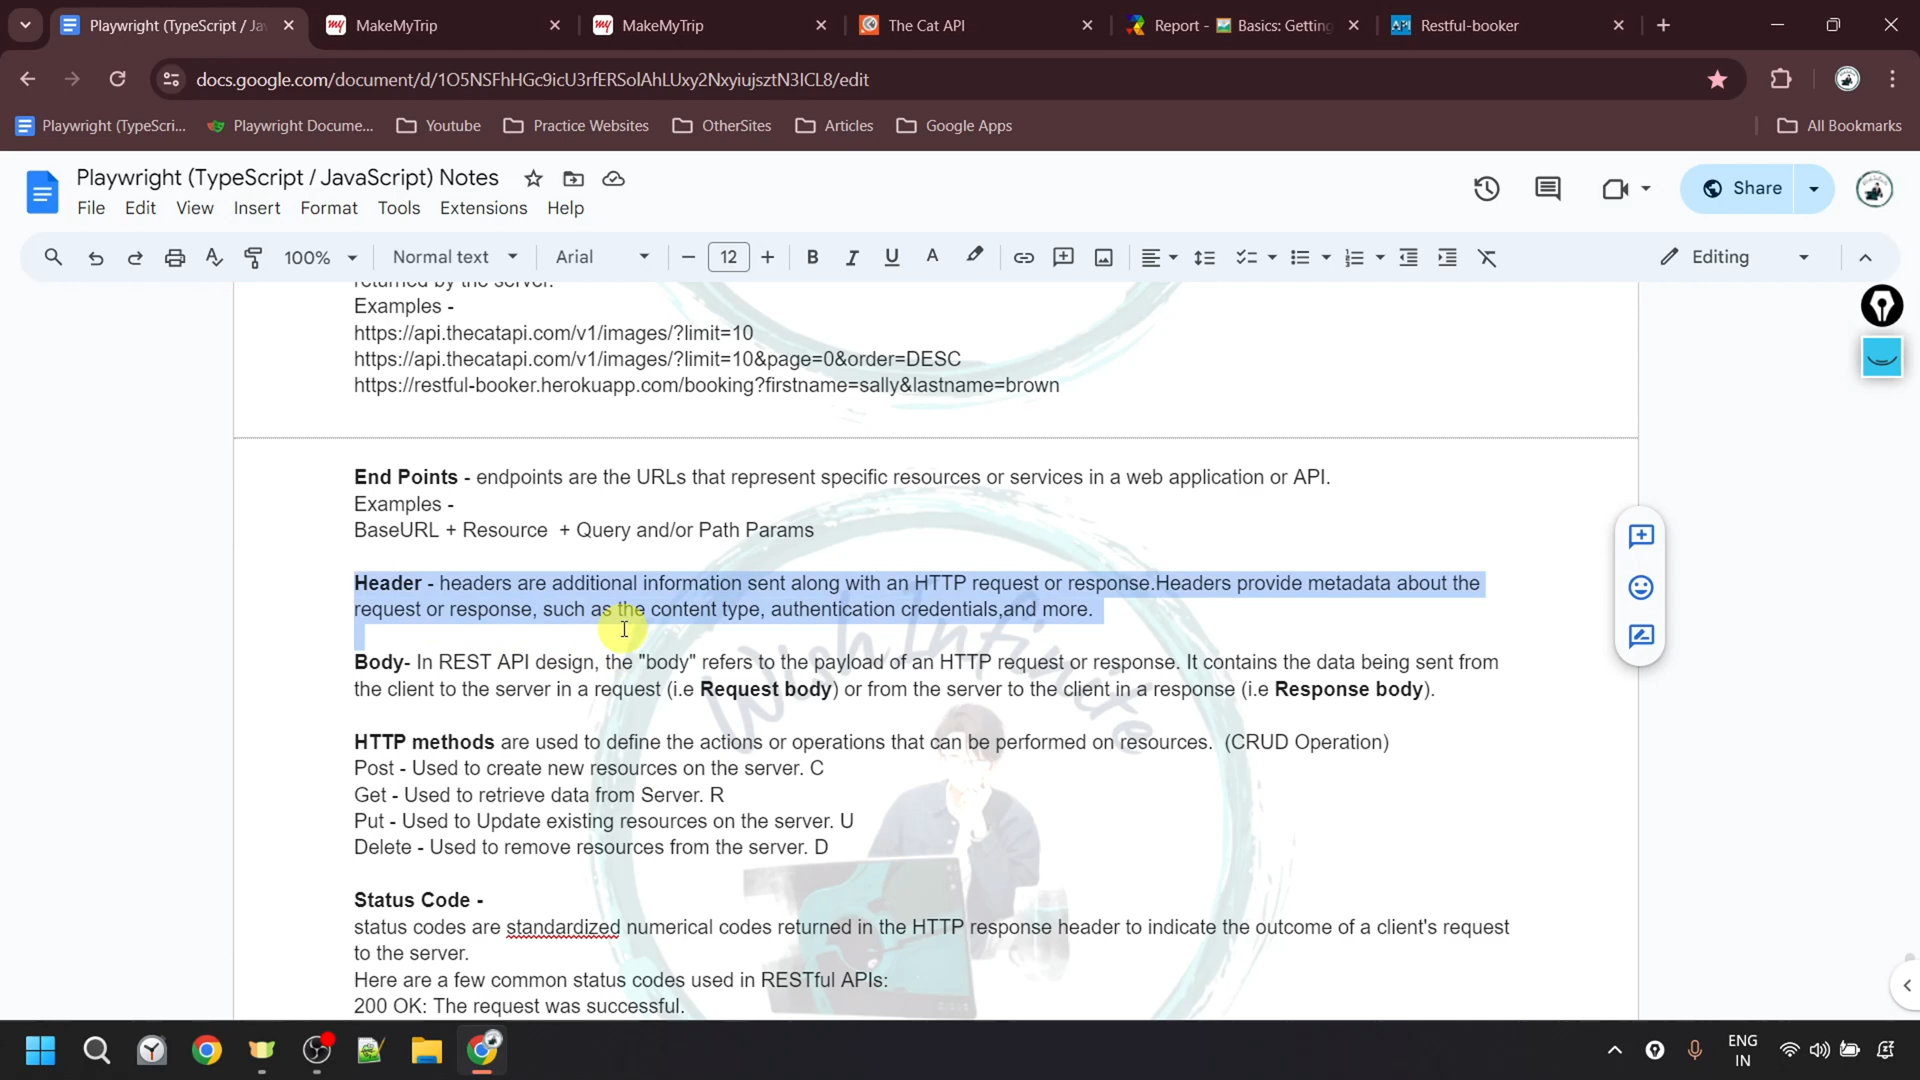 Playwright (TypeScript / Ja
MakeMyTrip
MakeMyTrip
The Cat API
Report - Basics: Getting
Restful-booker
docs.google.com/document/d/1O5NSFhHGc9icU3rfERSolAhLUxy2NxyiujsztN3ICL8/edit
Playwright (TypeScri...
Playwright Docume...
Youtube
Practice Websites
OtherSites
Articles
Google Apps
All Bookmarks
Playwright (TypeScript / JavaScript) Notes
Share
File Edit View Insert Format Tools Extensions Help
100% Normal text Arial 12 Editing
returned by the server.
Examples -
https://api.thecatapi.com/v1/images/?limit=10
https://api.thecatapi.com/v1/images/?limit=10&page=0&order=DESC
https://restful-booker.herokuapp.com/booking?firstname=sally&lastname=brown
End Points - endpoints are the URLs that represent specific resources or services in a web application or API.
Examples -
BaseURL + Resource + Query and/or Path Params
Header - headers are additional information sent along with an HTTP request or response.Headers provide metadata about the
request or response, such as the content type, authentication credentials,and more.
Body- In REST API design, the "body" refers to the payload of an HTTP request or response. It contains the data being sent from
the client to the server in a request (i.e Request body) or from the server to the client in a response (i.e Response body).
Wish Infinite
HTTP methods are used to define the actions or operations that can be performed on resources. (CRUD Operation)
Post - Used to create new resources on the server. C
Get - Used to retrieve data from Server. R
Put - Used to Update existing resources on the server. U
Delete - Used to remove resources from the server. D
Status Code -
status codes are standardized numerical codes returned in the HTTP response header to indicate the outcome of a client's request
to the server.
Here are a few common status codes used in RESTful APIs:
200 OK: The request was successful.
ENG
IN